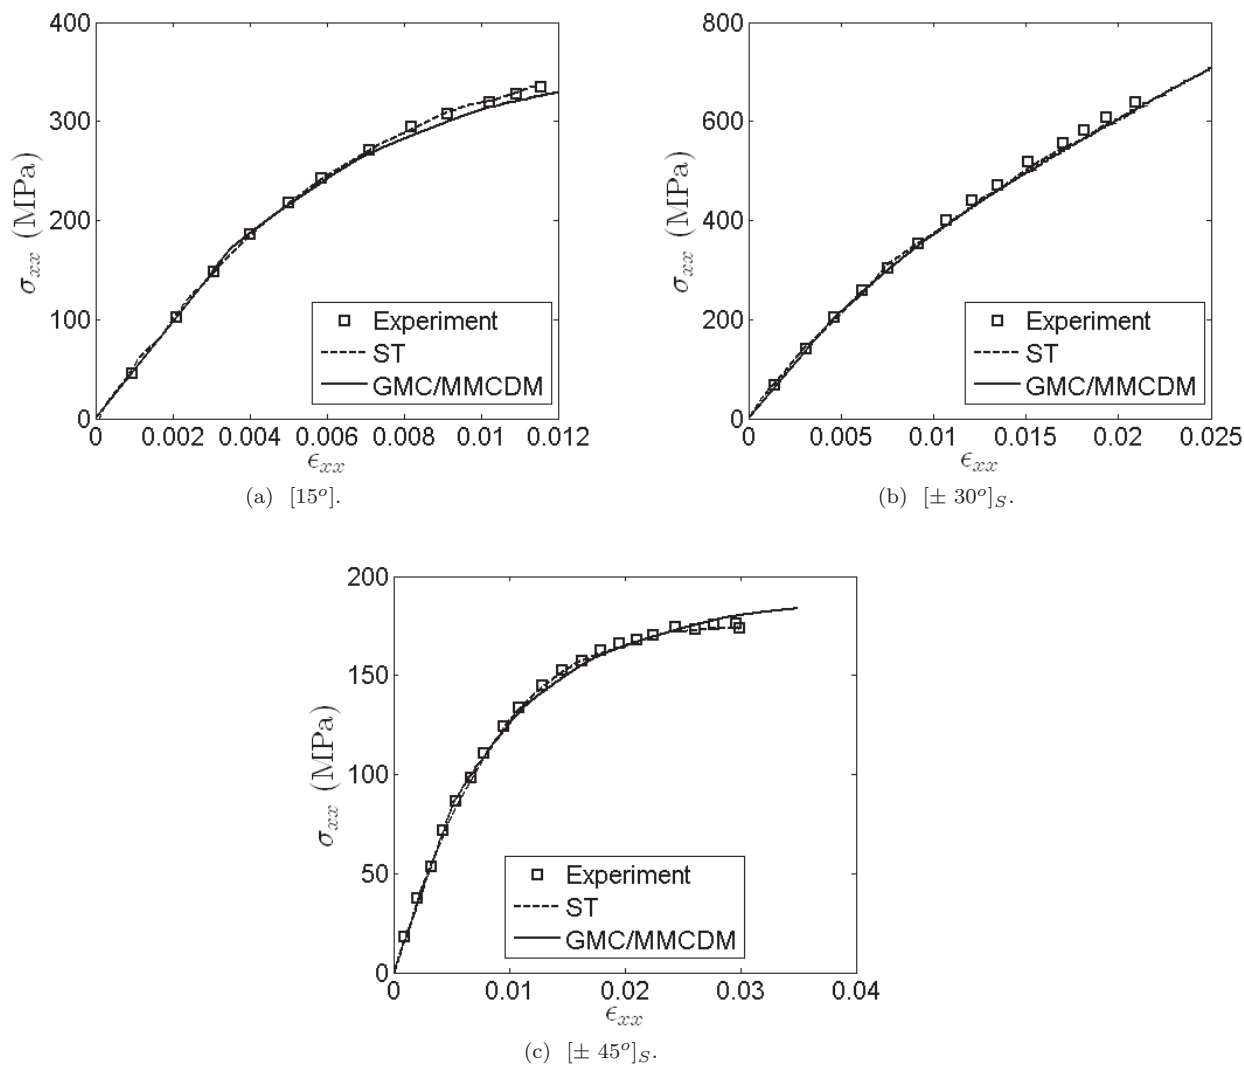 400
300
200
100
0
σxx (MPa)
Experiment
ST
GMC/MMCDM
0 0.002 0.004 0.006 0.008 0.01 0.012
ϵxx
(a) [15°].
800
600
400
200
0
σxx (MPa)
Experiment
ST
GMC/MMCDM
0 0.005 0.01 0.015 0.02 0.025
ϵxx
(b) [± 30°]S.
200
150
100
50
0
σxx (MPa)
Experiment
ST
GMC/MMCDM
0 0.01 0.02 0.03 0.04
ϵxx
(c) [± 45°]S.